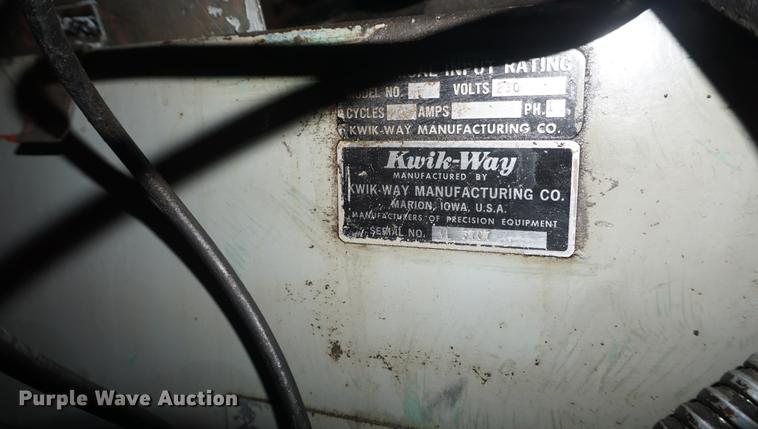 INPUT RATING
MODEL NO. VOLTS
CYCLES AMPS PH.
KWIK-WAY MANUFACTURING CO.
Kwik-Way
MANUFACTURED BY
KWIK-WAY MANUFACTURING CO.
MARION, IOWA, U.S.A.
MANUFACTURERS OF PRECISION EQUIPMENT
SERIAL NO.
Purple Wave Auction